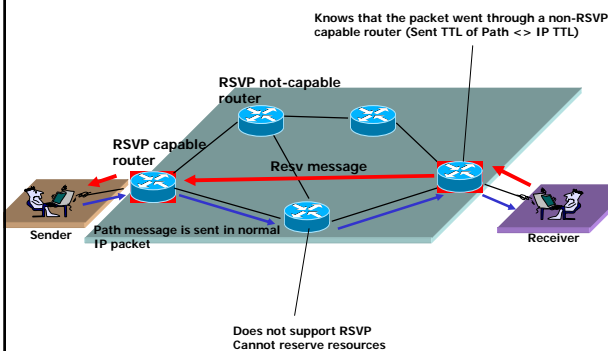 Knows that the packet went through a non-RSVP
capable router (Sent TTL of Path <> IP TTL)
RSVP not-capable
router
RSVP capable
router
Resv message
Sender
Path message is sent in normal
IP packet
Receiver
Does not support RSVP
Cannot reserve resources